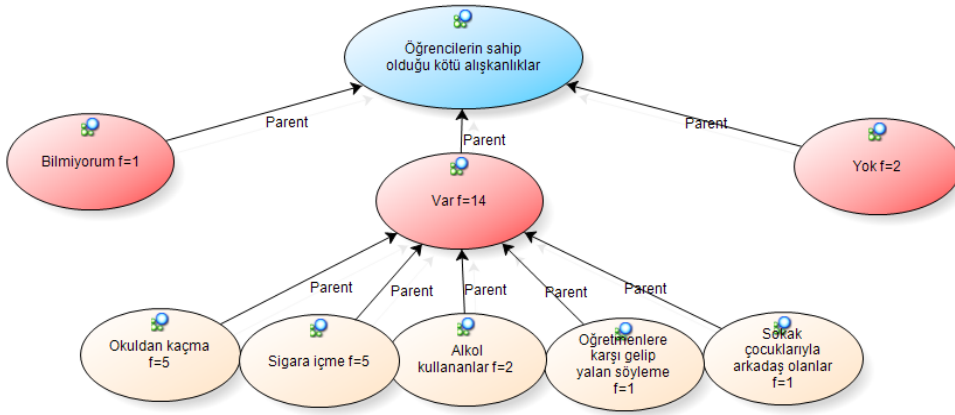 Öğrencilerin sahip
olduğu kötü alışkanlıklar
Parent
Parent
Parent
Bilmiyorum f=1
Var f=14
Yok f=2
Parent
Parent
Parent
Parent
Parent
Okuldan kaçma
f=5
Sigara içme f=5
Alkol
kullananlar f=2
Öğretmenlere
karşı gelip
yalan söyleme
f=1
Sokak
çocuklarıyla
arkadaş olanlar
f=1